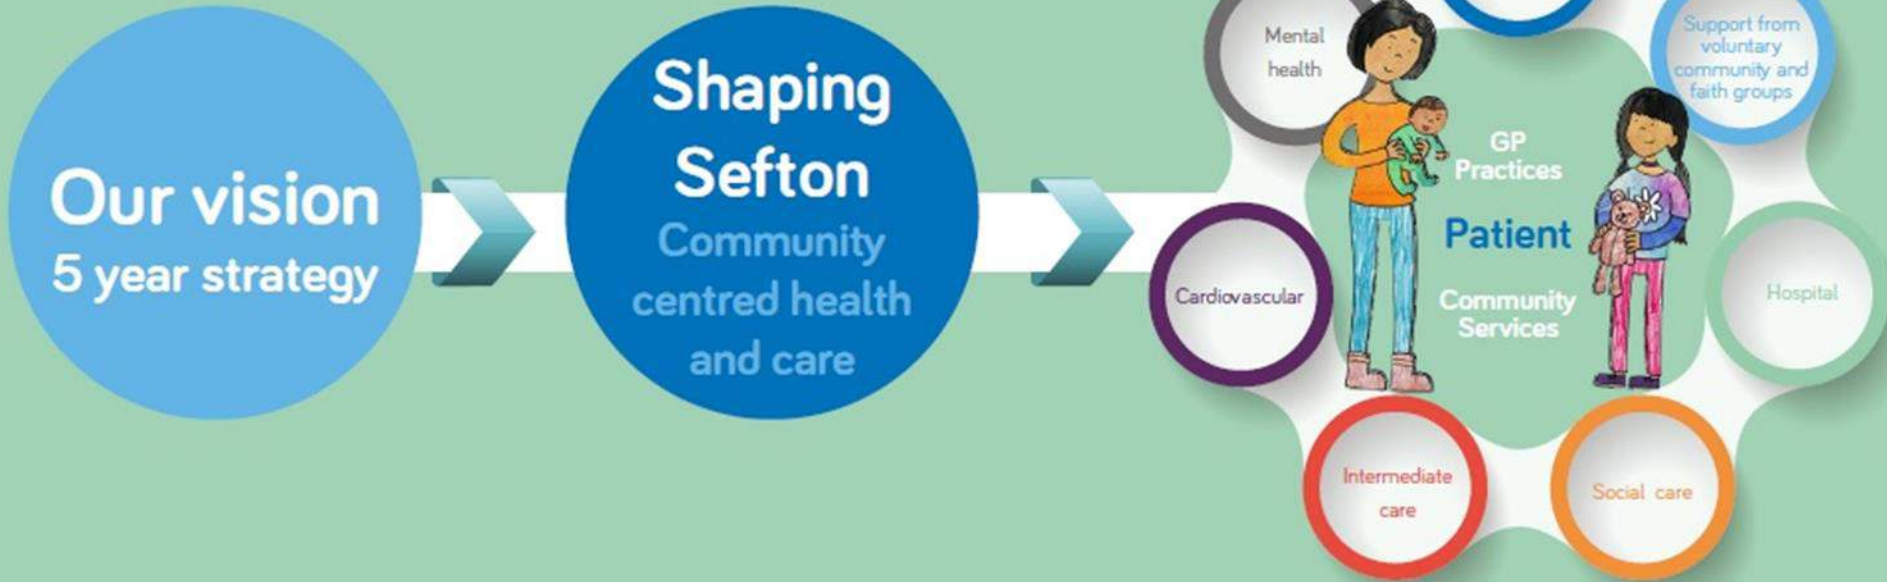 Our vision
5 year strategy
Shaping
Sefton
Community
centred health
and care
Mental
health
Support from
voluntary
community and
faith groups
GP
Practices
Patient
Community
Services
Cardiovascular
Hospital
Intermediate
care
Social care